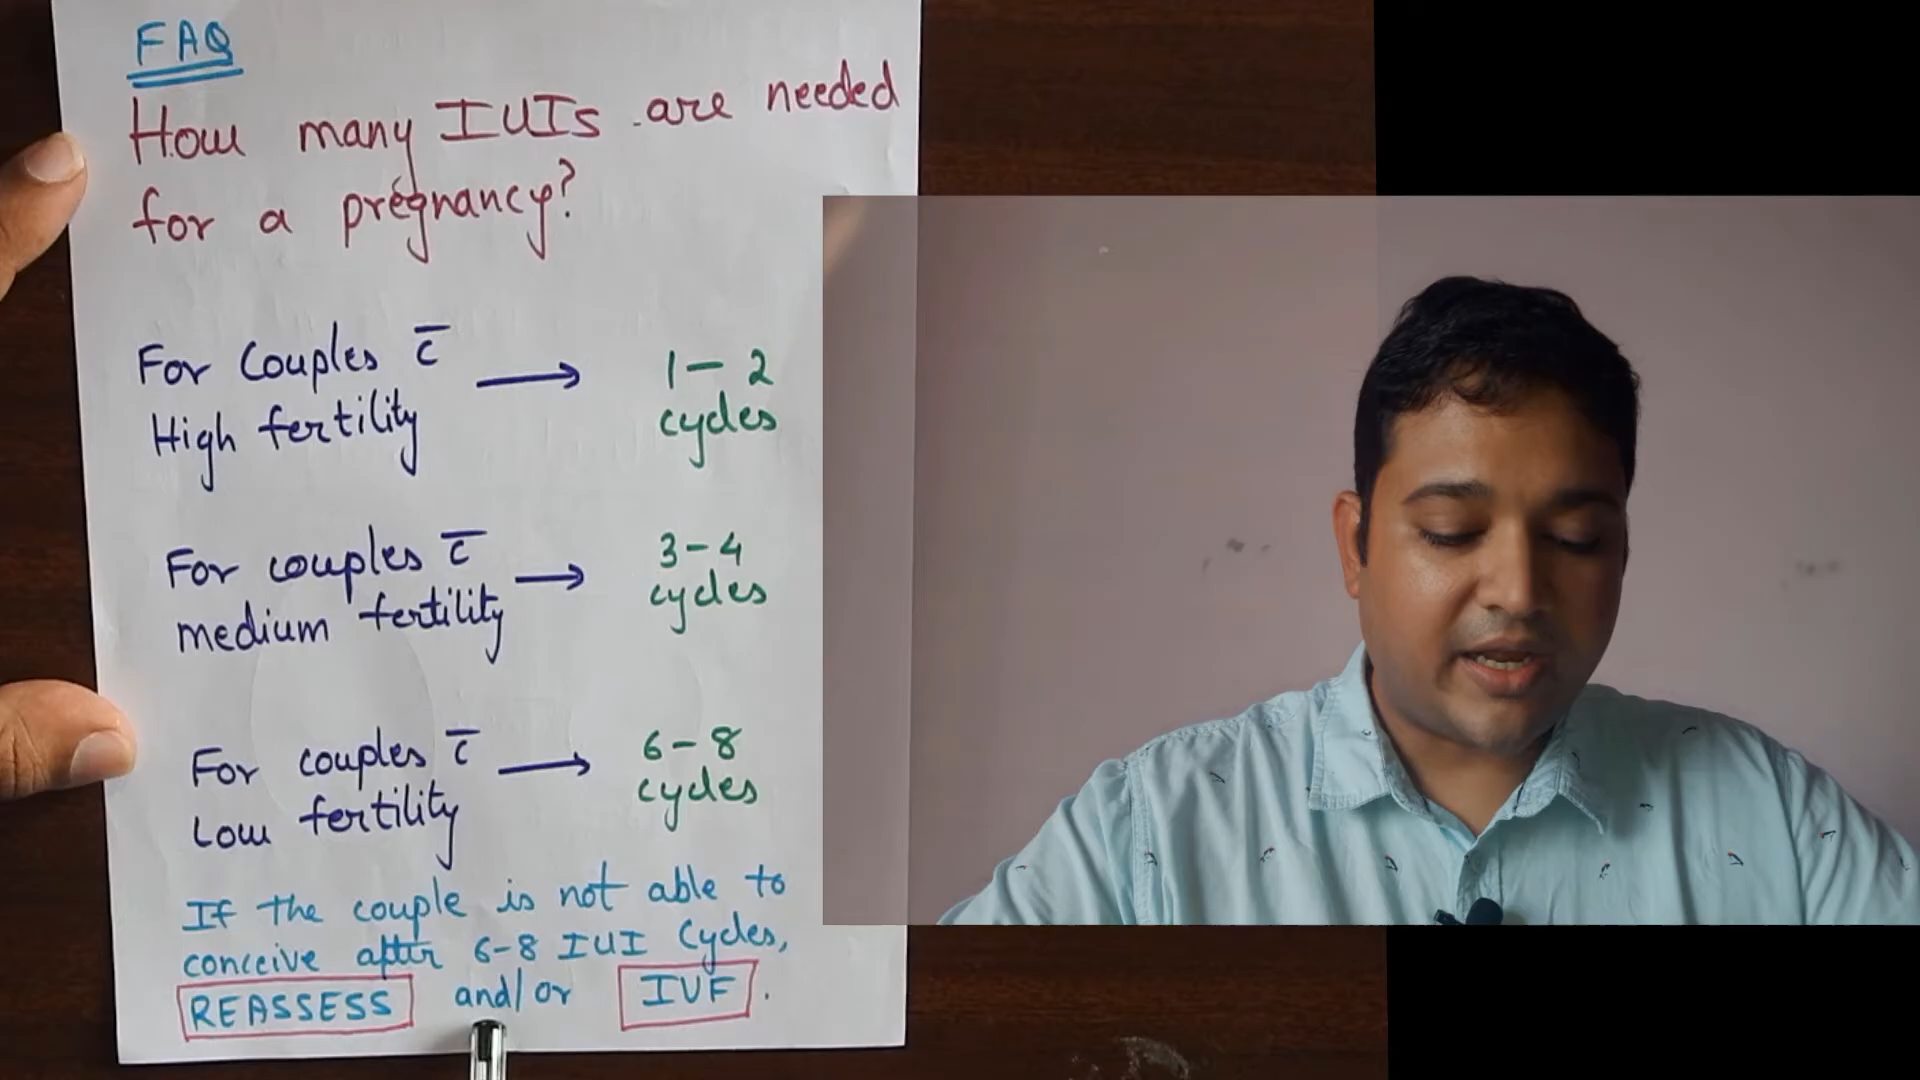 FAQ
How many IUIs are needed
for a pregnancy?
For Couples c̄ → 1-2
High fertility cycles
For couples c̄ → 3-4
medium fertility cycles
For couples c̄ → 6-8
Low fertility cycles
If the couple is not able to
conceive after 6-8 IUI Cycles,
REASSESS and/or IVF.